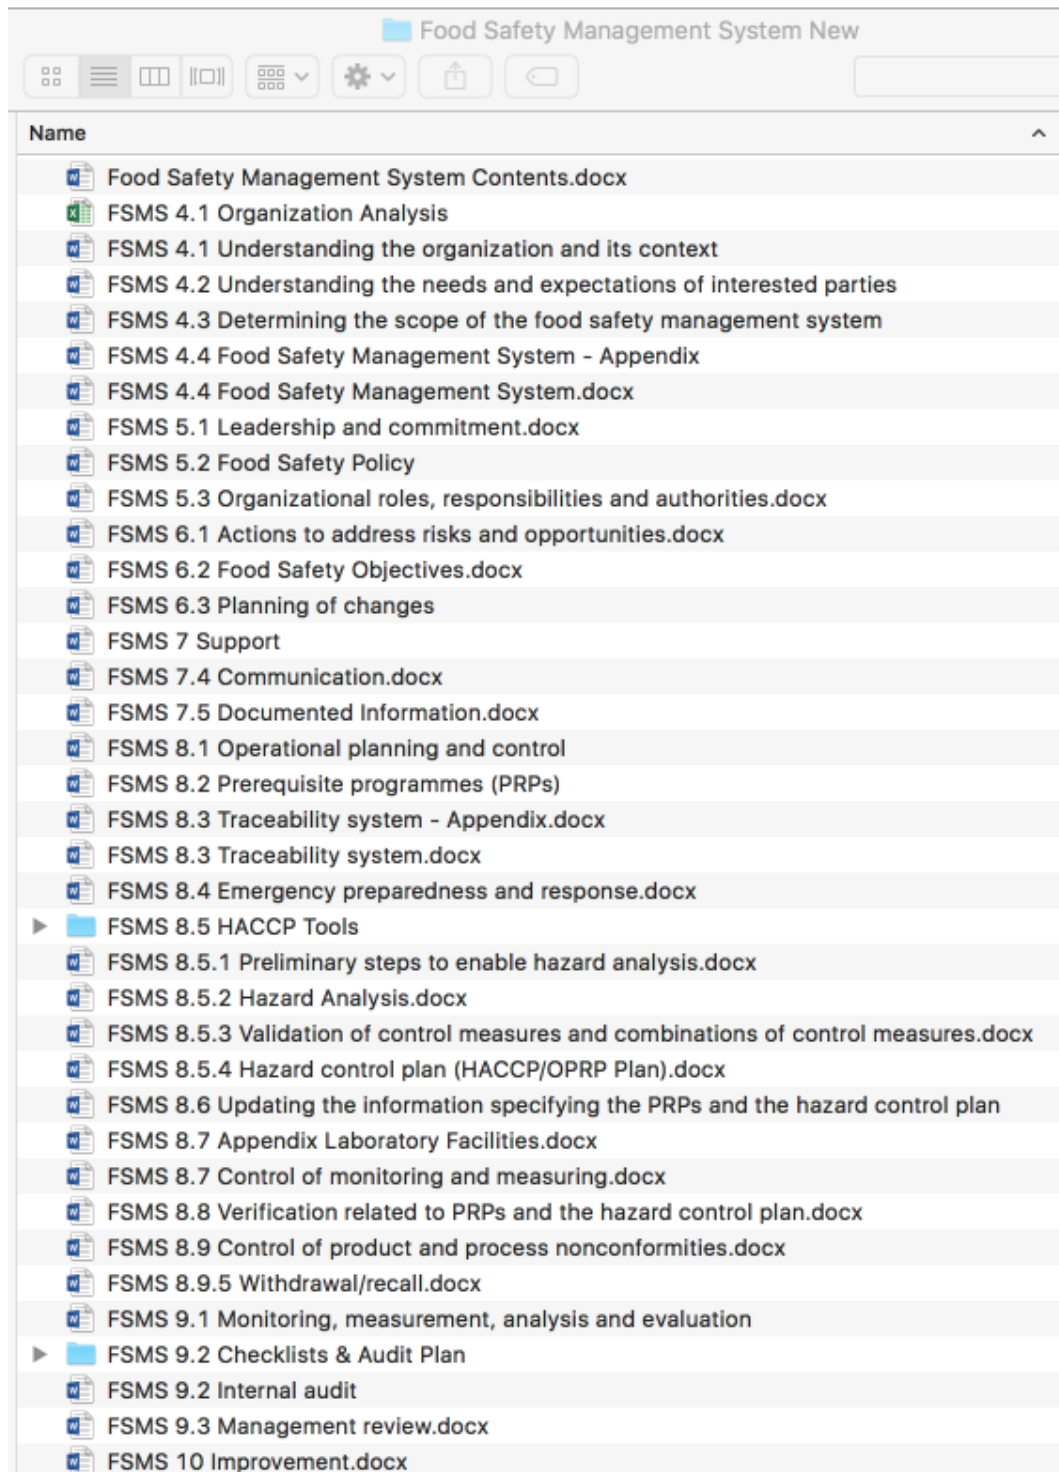 Food Safety Management System New
Name
Food Safety Management System Contents.docx
FSMS 4.1 Organization Analysis
FSMS 4.1 Understanding the organization and its context
FSMS 4.2 Understanding the needs and expectations of interested parties
FSMS 4.3 Determining the scope of the food safety management system
FSMS 4.4 Food Safety Management System - Appendix
FSMS 4.4 Food Safety Management System.docx
FSMS 5.1 Leadership and commitment.docx
FSMS 5.2 Food Safety Policy
FSMS 5.3 Organizational roles, responsibilities and authorities.docx
FSMS 6.1 Actions to address risks and opportunities.docx
FSMS 6.2 Food Safety Objectives.docx
FSMS 6.3 Planning of changes
FSMS 7 Support
FSMS 7.4 Communication.docx
FSMS 7.5 Documented Information.docx
FSMS 8.1 Operational planning and control
FSMS 8.2 Prerequisite programmes (PRPs)
FSMS 8.3 Traceability system - Appendix.docx
FSMS 8.3 Traceability system.docx
FSMS 8.4 Emergency preparedness and response.docx
FSMS 8.5 HACCP Tools
FSMS 8.5.1 Preliminary steps to enable hazard analysis.docx
FSMS 8.5.2 Hazard Analysis.docx
FSMS 8.5.3 Validation of control measures and combinations of control measures.docx
FSMS 8.5.4 Hazard control plan (HACCP/OPRP Plan).docx
FSMS 8.6 Updating the information specifying the PRPs and the hazard control plan
FSMS 8.7 Appendix Laboratory Facilities.docx
FSMS 8.7 Control of monitoring and measuring.docx
FSMS 8.8 Verification related to PRPs and the hazard control plan.docx
FSMS 8.9 Control of product and process nonconformities.docx
FSMS 8.9.5 Withdrawal/recall.docx
FSMS 9.1 Monitoring, measurement, analysis and evaluation
FSMS 9.2 Checklists & Audit Plan
FSMS 9.2 Internal audit
FSMS 9.3 Management review.docx
FSMS 10 Improvement.docx